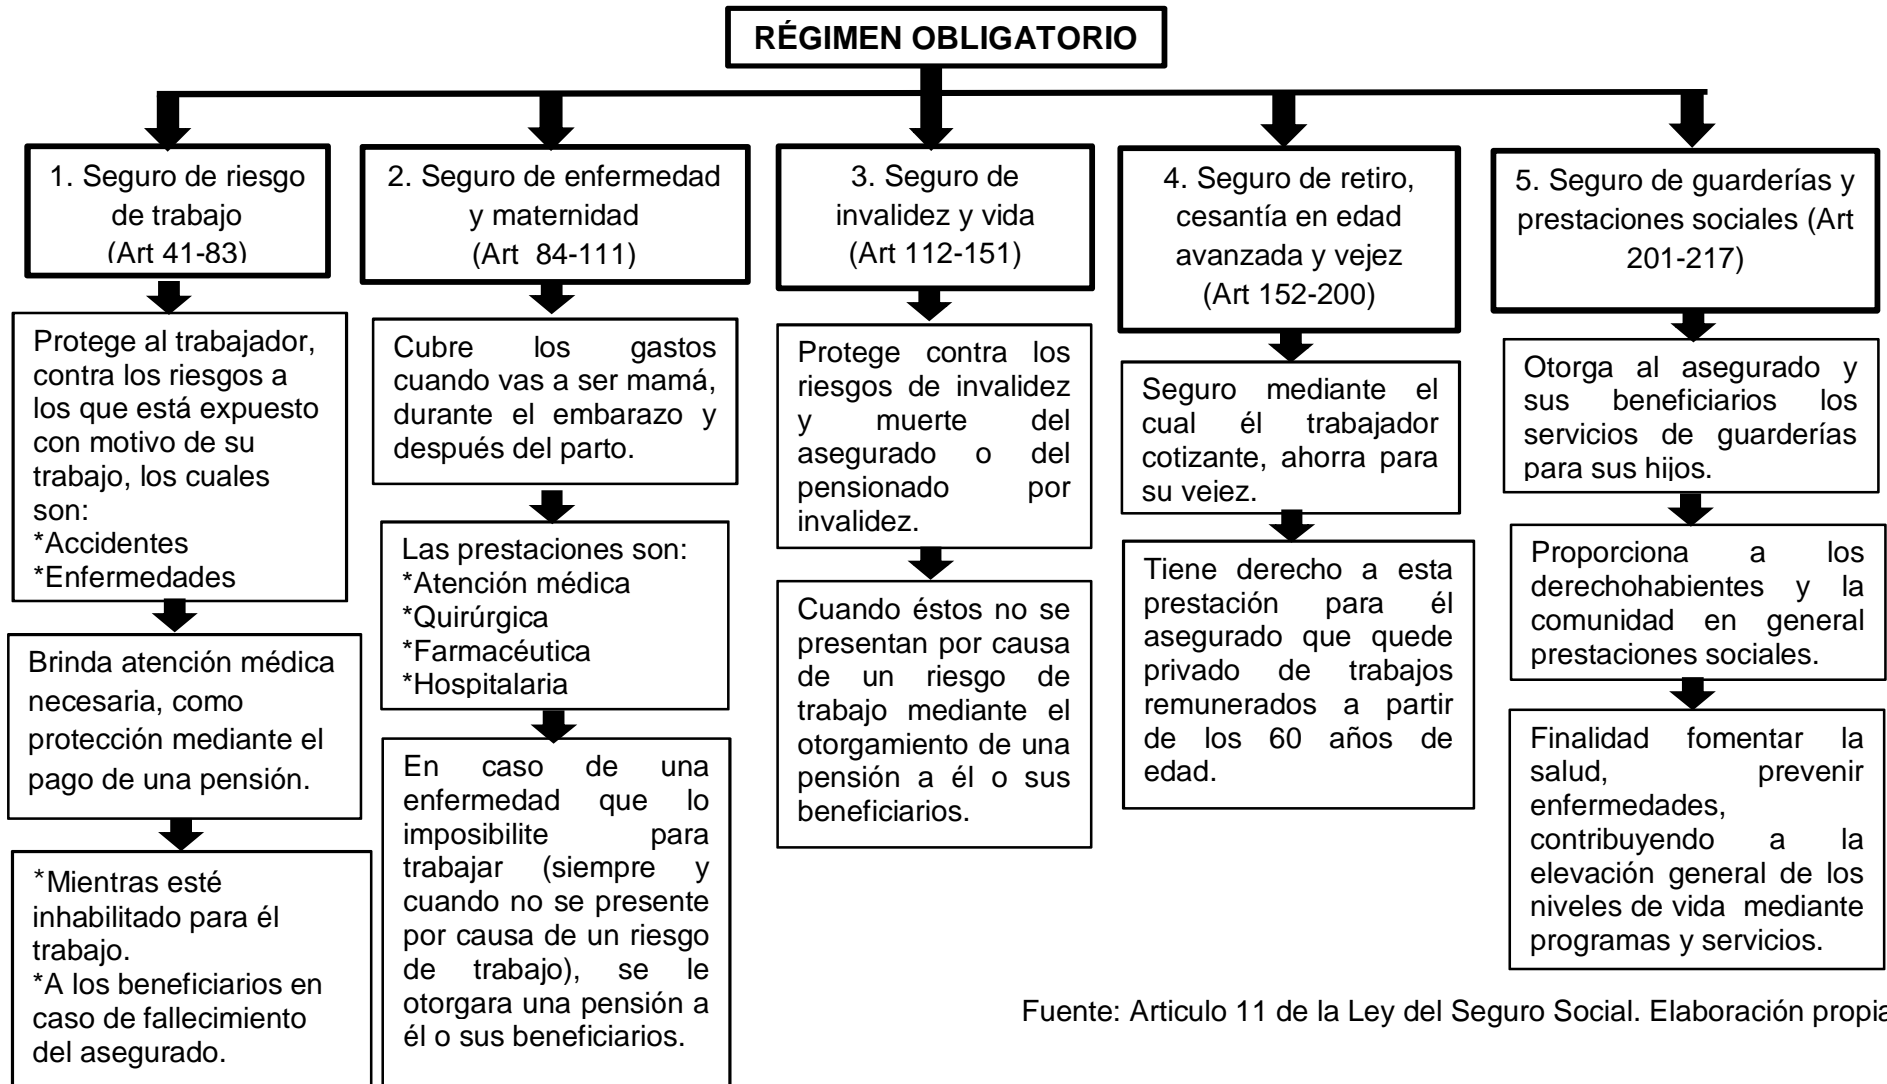 RÉGIMEN OBLIGATORIO
1. Seguro de riesgo
de trabajo
(Art 41-83)
Protege al trabajador,
contra los riesgos a
los que está expuesto
con motivo de su
trabajo, los cuales
son:
*Accidentes
*Enfermedades
Brinda atención médica
necesaria, como
protección mediante el
pago de una pensión.
*Mientras esté
inhabilitado para él
trabajo.
*A los beneficiarios en
caso de fallecimiento
del asegurado.
2. Seguro de enfermedad
y maternidad
(Art 84-111)
Cubre los gastos
cuando vas a ser mamá,
durante el embarazo y
después del parto.
Las prestaciones son:
*Atención médica
*Quirúrgica
*Farmacéutica
*Hospitalaria
En caso de una
enfermedad que lo
imposibilite para
trabajar (siempre y
cuando no se presente
por causa de un riesgo
de trabajo), se le
otorgara una pensión a
él o sus beneficiarios.
3. Seguro de
invalidez y vida
(Art 112-151)
Protege contra los
riesgos de invalidez
y muerte del
asegurado o del
pensionado por
invalidez.
Cuando éstos no se
presentan por causa
de un riesgo de
trabajo mediante el
otorgamiento de una
pensión a él o sus
beneficiarios.
4. Seguro de retiro,
cesantía en edad
avanzada y vejez
(Art 152-200)
Seguro mediante el
cual él trabajador
cotizante, ahorra para
su vejez.
Tiene derecho a esta
prestación para él
asegurado que quede
privado de trabajos
remunerados a partir
de los 60 años de
edad.
5. Seguro de guarderías y
prestaciones sociales (Art
201-217)
Otorga al asegurado y
sus beneficiarios los
servicios de guarderías
para sus hijos.
Proporciona a los
derechohabientes y la
comunidad en general
prestaciones sociales.
Finalidad fomentar la
salud, prevenir
enfermedades,
contribuyendo a la
elevación general de los
niveles de vida mediante
programas y servicios.
Fuente: Articulo 11 de la Ley del Seguro Social. Elaboración propia